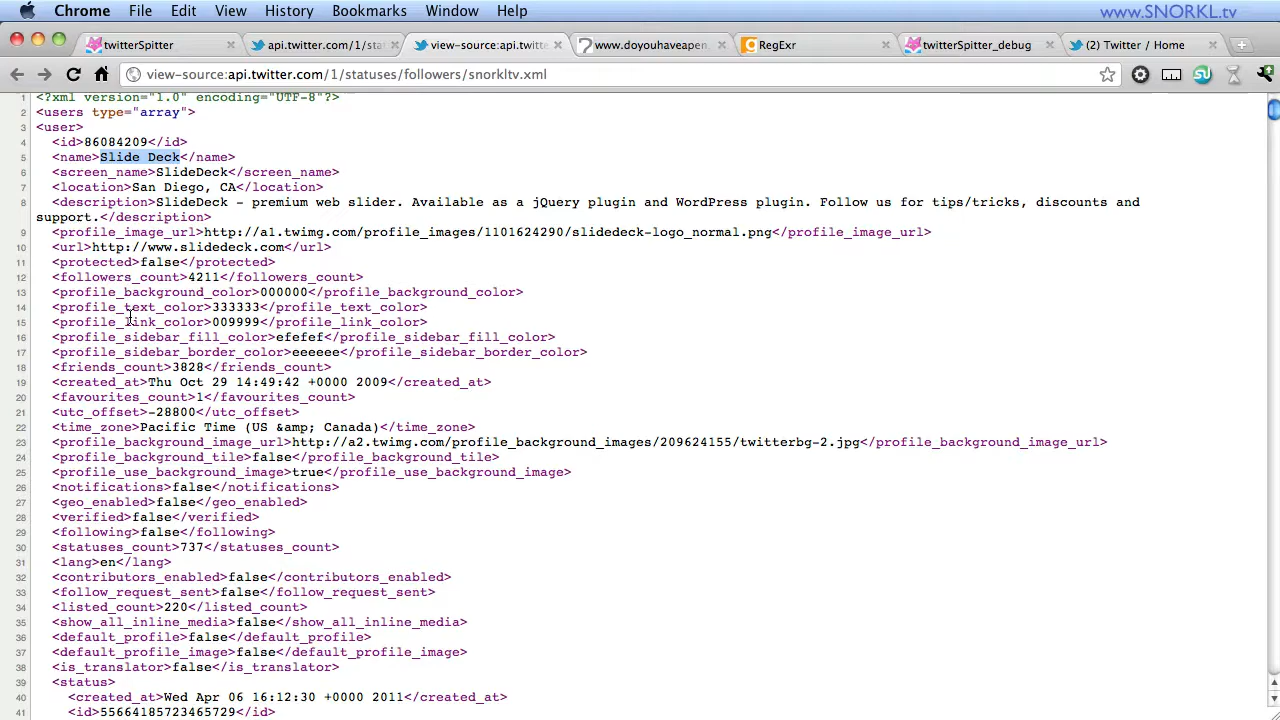 Chrome File Edit View History Bookmarks Window Help www.SNORKL.tv
twitterSpitter api.twitter.com/1/sta view-source:api.twitter www.doyouhaveapen. RegExr twitterSpitter_debug (2) Twitter / Home
view-source:api.twitter.com/1/statuses/followers/snorkltv.xml
1 <?xml version="1.0" encoding="UTF-8"?>
2 <users type="array">
3 <user>
4 <id>86084209</id>
5 <name>Slide Deck</name>
6 <screen_name>SlideDeck</screen_name>
7 <location>San Diego, CA</location>
8 <description>SlideDeck - premium web slider. Available as a jQuery plugin and WordPress plugin. Follow us for tips/tricks, discounts and
support.</description>
9 <profile_image_url>http://a1.twimg.com/profile_images/1101624290/slidedeck-logo_normal.png</profile_image_url>
10 <url>http://www.slidedeck.com</url>
11 <protected>false</protected>
12 <followers_count>4211</followers_count>
13 <profile_background_color>000000</profile_background_color>
14 <profile_text_color>333333</profile_text_color>
15 <profile_link_color>009999</profile_link_color>
16 <profile_sidebar_fill_color>efefef</profile_sidebar_fill_color>
17 <profile_sidebar_border_color>eeeeee</profile_sidebar_border_color>
18 <friends_count>3828</friends_count>
19 <created_at>Thu Oct 29 14:49:42 +0000 2009</created_at>
20 <favourites_count>1</favourites_count>
21 <utc_offset>-28800</utc_offset>
22 <time_zone>Pacific Time (US &amp; Canada)</time_zone>
23 <profile_background_image_url>http://a2.twimg.com/profile_background_images/209624155/twitterbg-2.jpg</profile_background_image_url>
24 <profile_background_tile>false</profile_background_tile>
25 <profile_use_background_image>true</profile_use_background_image>
26 <notifications>false</notifications>
27 <geo_enabled>false</geo_enabled>
28 <verified>false</verified>
29 <following>false</following>
30 <statuses_count>737</statuses_count>
31 <lang>en</lang>
32 <contributors_enabled>false</contributors_enabled>
33 <follow_request_sent>false</follow_request_sent>
34 <listed_count>220</listed_count>
35 <show_all_inline_media>false</show_all_inline_media>
36 <default_profile>false</default_profile>
37 <default_profile_image>false</default_profile_image>
38 <is_translator>false</is_translator>
39 <status>
40 <created_at>Wed Apr 06 16:12:30 +0000 2011</created_at>
41 <id>55664185723465729</id>